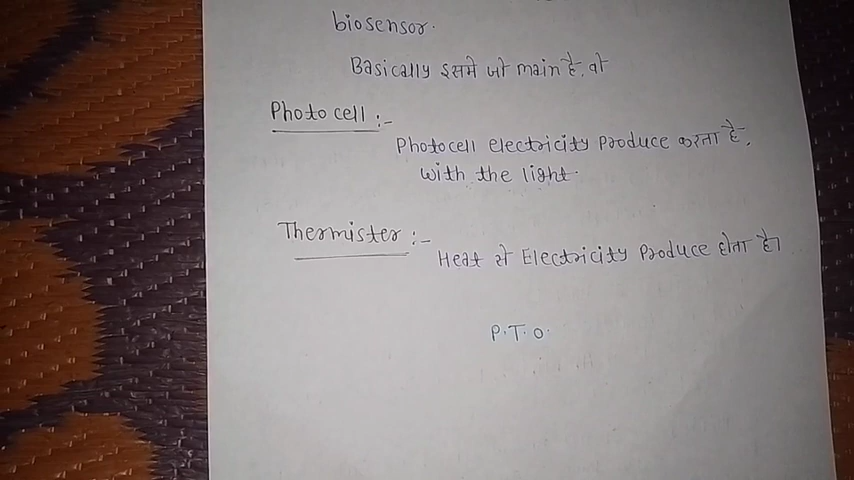 biosensor.
Basically इसमे जो main है, वो
Photocell :-
Photocell electricity produce करता है,
with the light.
Thermister :-
Heat से Electricity Produce होता है।
P.T.O.